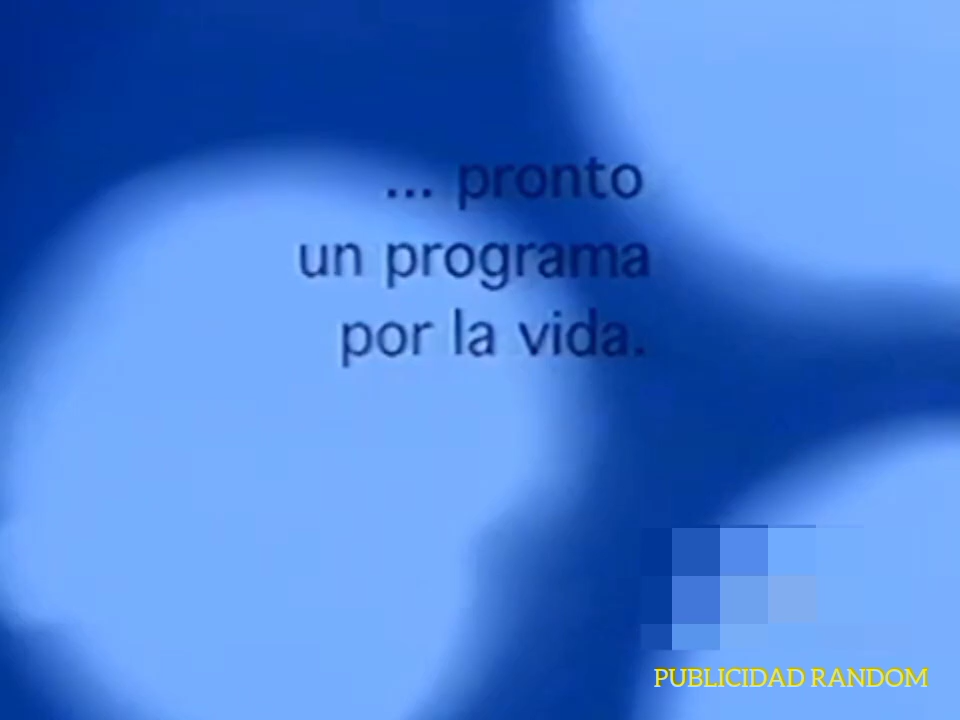 ... pronto
un programa
por la vida.
PUBLICIDAD RANDOM